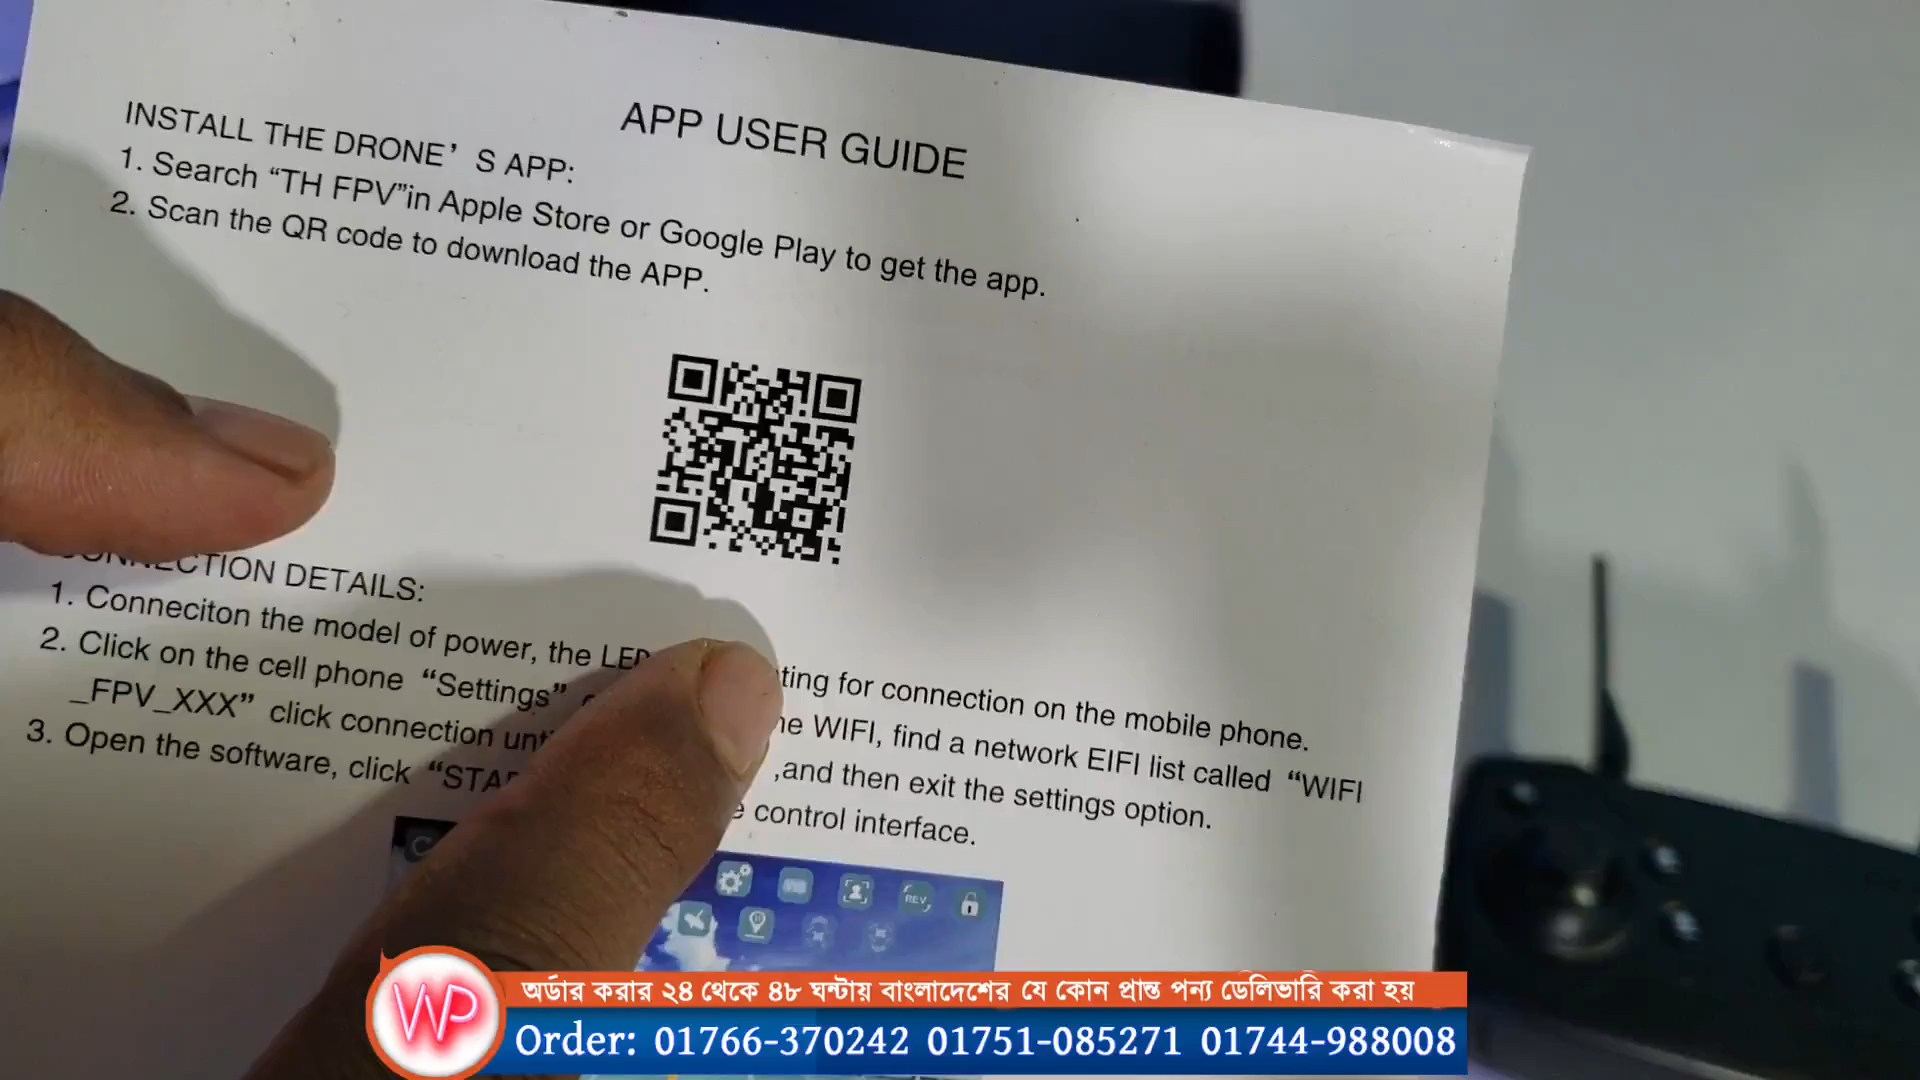 APP USER GUIDE
INSTALL THE DRONE’ S APP:
1. Search “TH FPV”in Apple Store or Google Play to get the app.
2. Scan the QR code to download the APP.
CONNECTION DETAILS:
1. Conneciton the model of power, the LED ting for connection on the mobile phone.
2. Click on the cell phone “Settings” WIFI, find a network EIFI list called “WIFI
_FPV_XXX” click connection ,and then exit the settings option.
3. Open the software, click control interface.
REV
WP
অর্ডার করার ২৪ থেকে ৪৮ ঘন্টায় বাংলাদেশের যে কোন প্রান্ত পন্য ডেলিভারি করা হয়
Order: 01766-370242 01751-085271 01744-988008